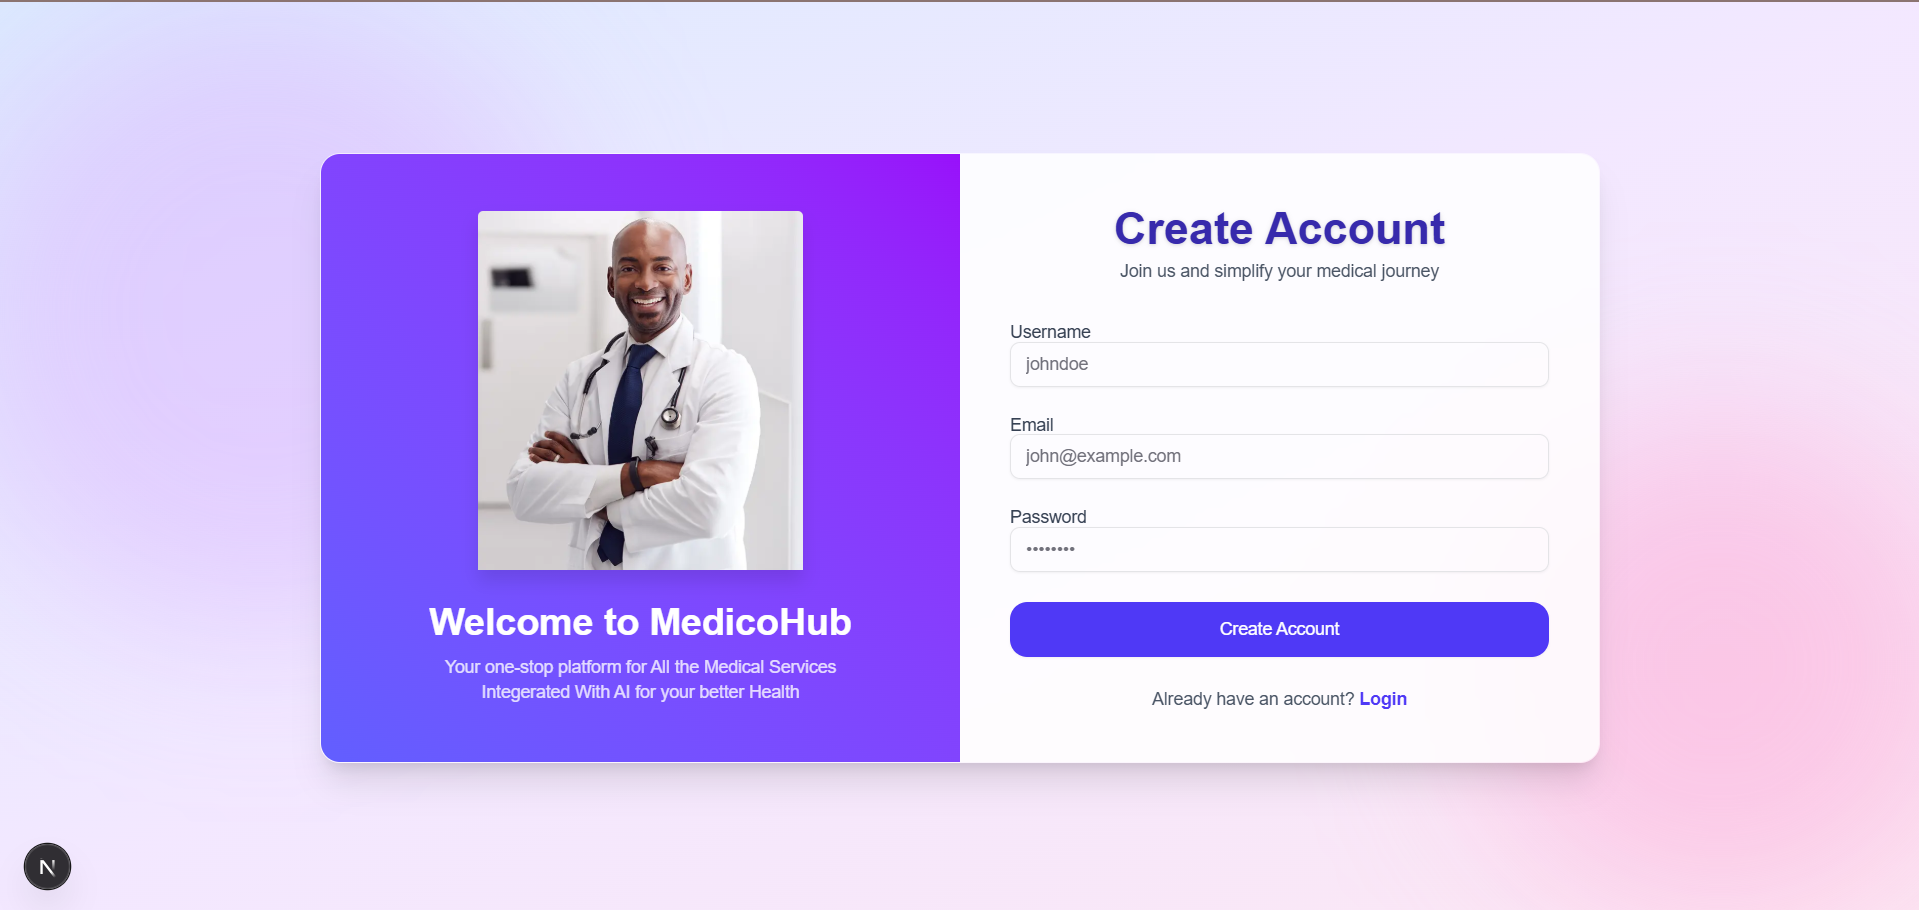 Welcome to MedicoHub
Your one-stop platform for All the Medical Services
Integerated With AI for your better Health
Create Account
Join us and simplify your medical journey
Username
johndoe
Email
john@example.com
Password
••••••••
Create Account
Already have an account? Login
N